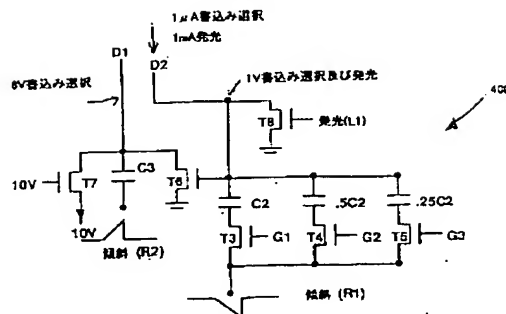 1μA書込み選択
1mA発光
D1
D2
8V書込み選択
1V書込み選択及び発光
T8
発光(L1)
10V
T7
C3
T6
C2
.5C2
.25C2
T3
G1
T4
G2
T5
G3
10V
傾斜 (R2)
傾斜 (R1)